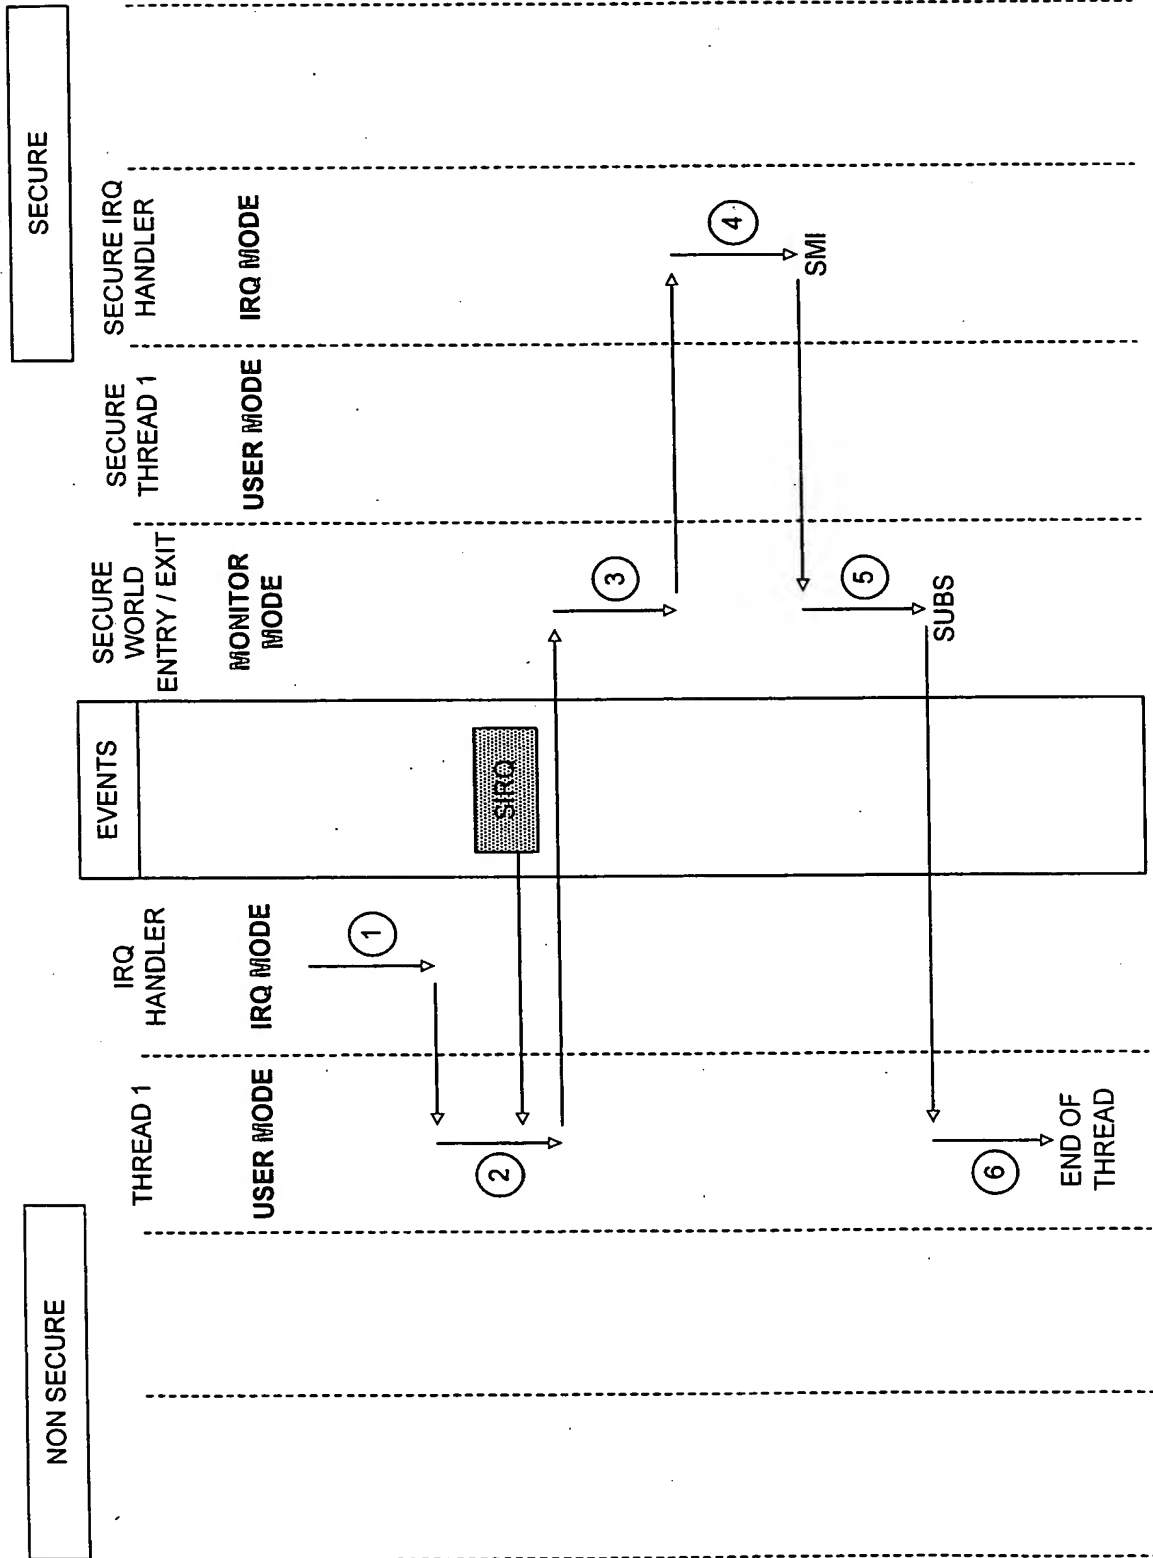 NON SECURE
SECURE
THREAD 1
USER MODE
IRQ
HANDLER
IRQ MODE
EVENTS
SECURE
WORLD
ENTRY / EXIT
MONITOR
MODE
SECURE
THREAD 1
USER MODE
SECURE IRQ
HANDLER
IRQ MODE
1
2
SIRQ
3
4
SMI
5
SUBS
6
END OF
THREAD